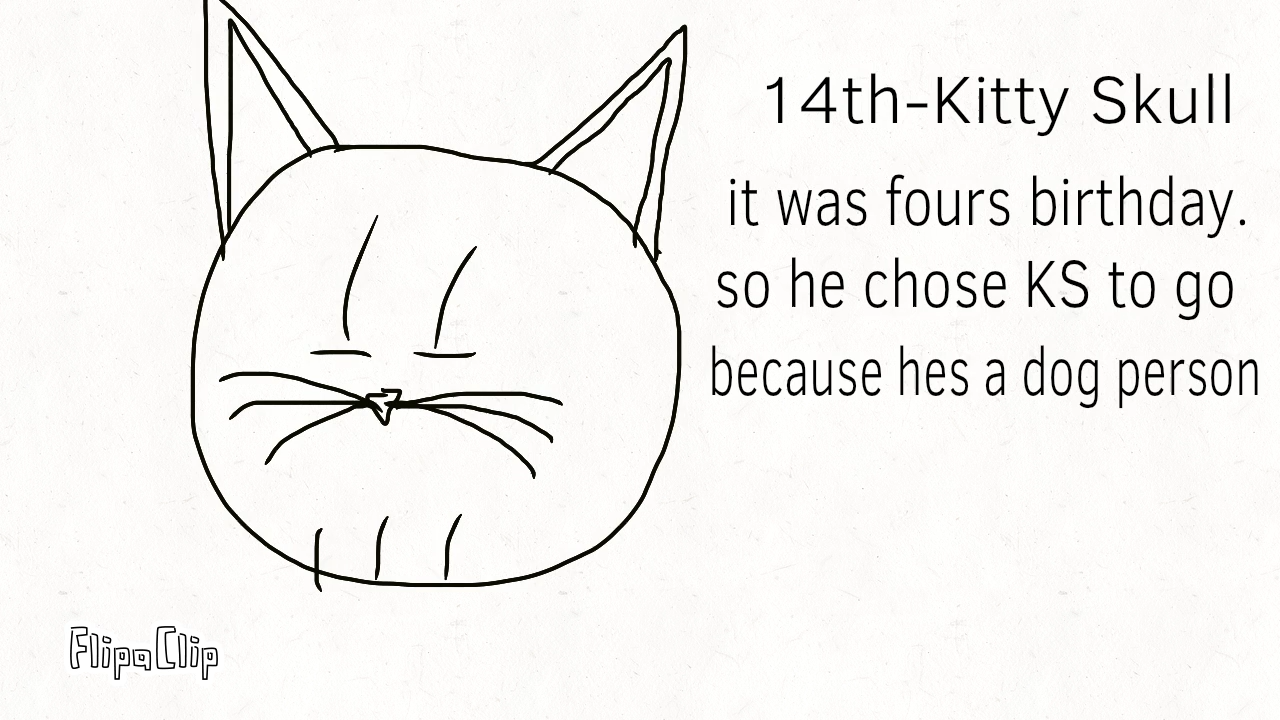 14th-Kitty Skull
it was fours birthday.
so he chose KS to go
because hes a dog person
FlipaClip